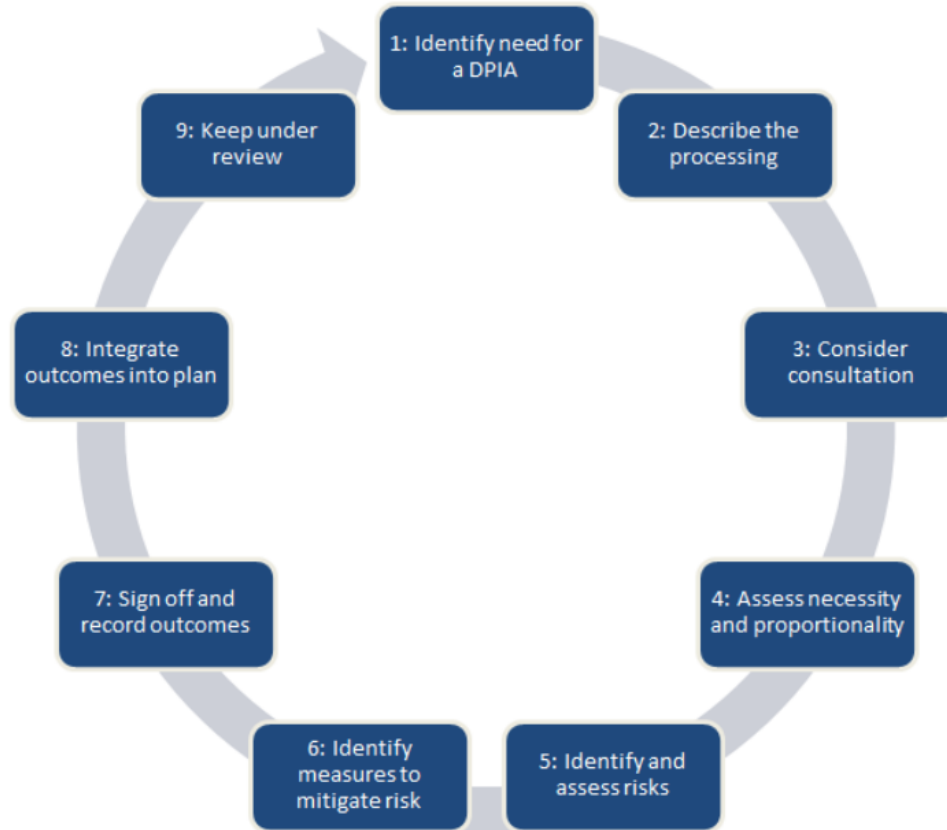 1: Identify need for
a DPIA
2: Describe the
processing
3: Consider
consultation
4: Assess necessity
and proportionality
5: Identify and
assess risks
6: Identify
measures to
mitigate risk
7: Sign off and
record outcomes
8: Integrate
outcomes into plan
9: Keep under
review